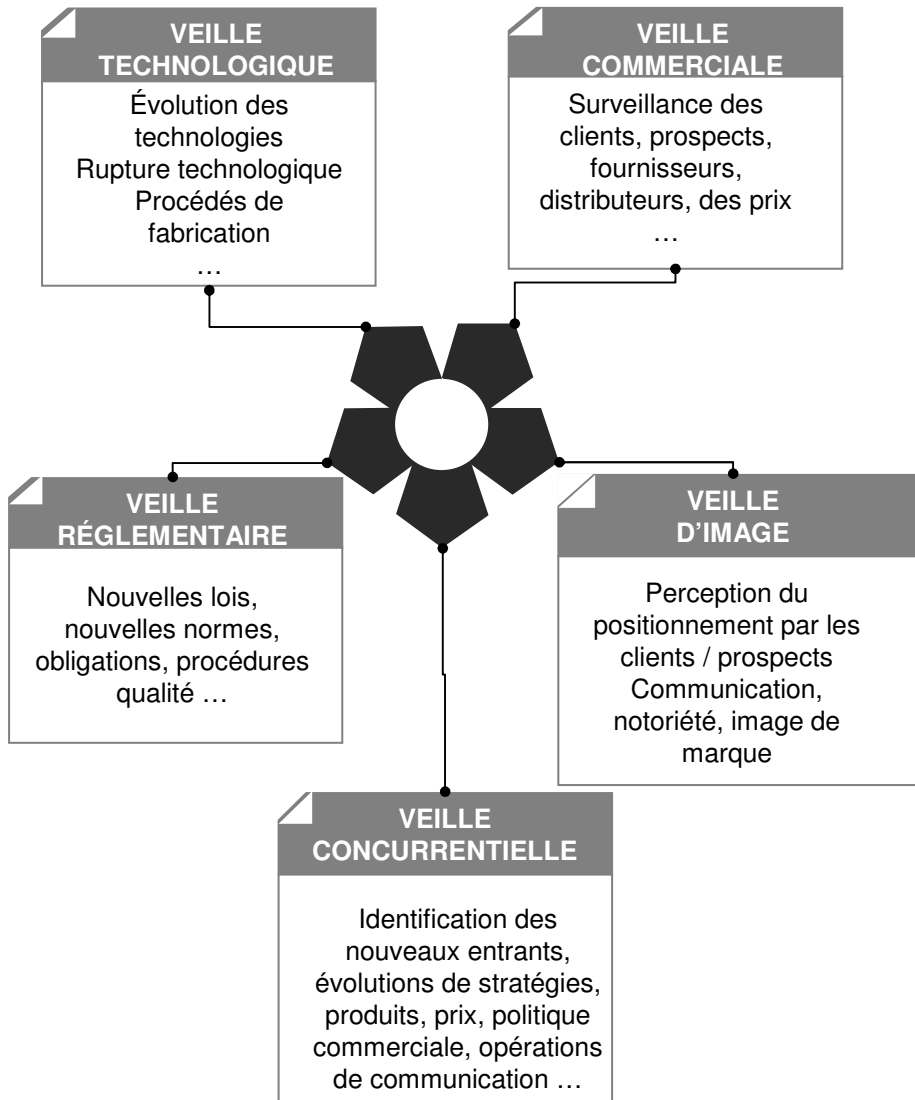 VEILLE
TECHNOLOGIQUE
Évolution des
technologies
Rupture technologique
Procédés de
fabrication
…
VEILLE
COMMERCIALE
Surveillance des
clients, prospects,
fournisseurs,
distributeurs, des prix
…
VEILLE
RÉGLEMENTAIRE
Nouvelles lois,
nouvelles normes,
obligations, procédures
qualité …
VEILLE
D'IMAGE
Perception du
positionnement par les
clients / prospects
Communication,
notoriété, image de
marque
VEILLE
CONCURRENTIELLE
Identification des
nouveaux entrants,
évolutions de stratégies,
produits, prix, politique
commerciale, opérations
de communication …